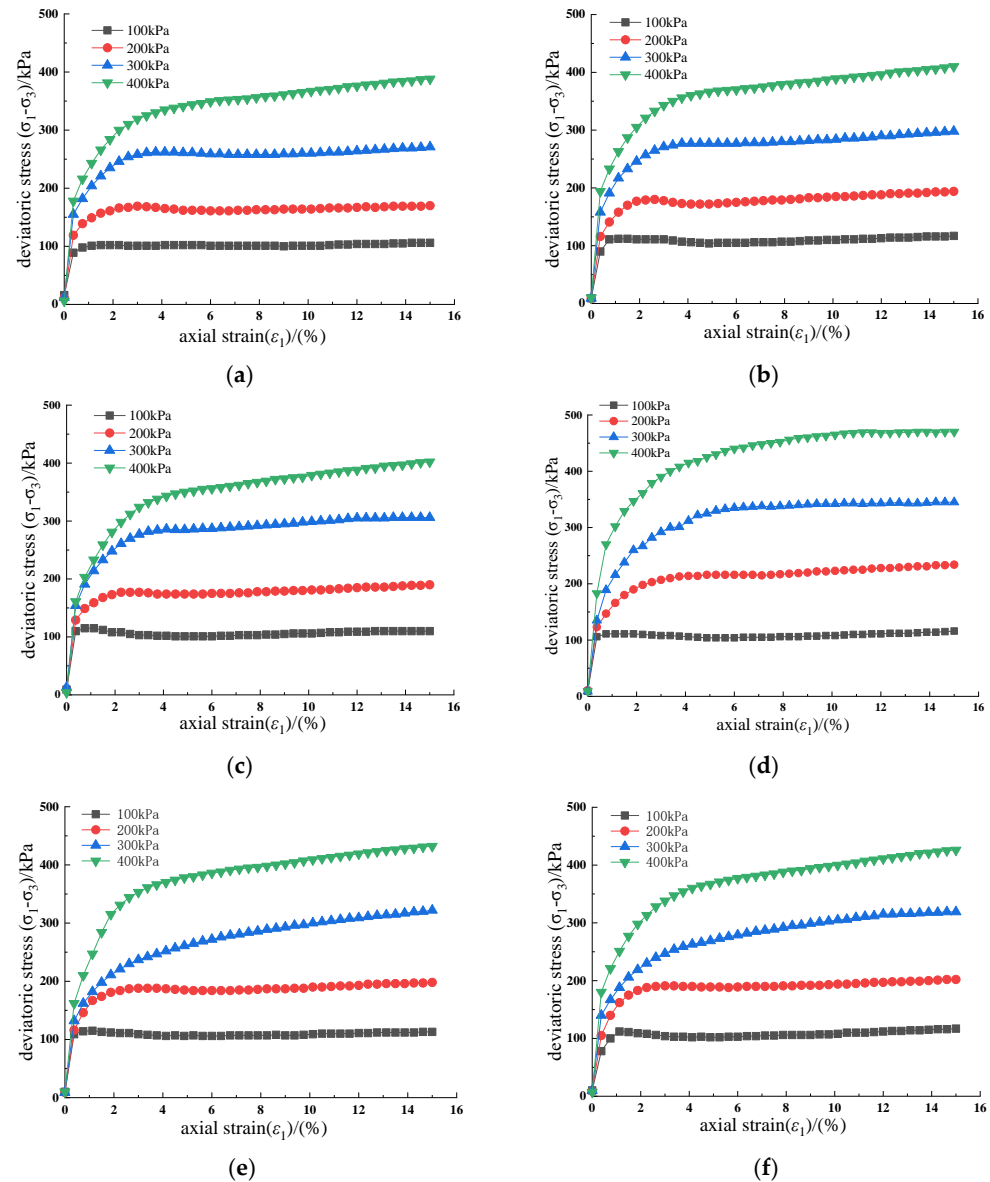 500
400
300
200
100
0
100kPa
200kPa
300kPa
400kPa
deviatoric stress (σ₁-σ₃)/kPa
0 2 4 6 8 10 12 14 16
axial strain(ε₁)/(%)
(a)
500
400
300
200
100
0
100kPa
200kPa
300kPa
400kPa
deviatoric stress (σ₁-σ₃)/kPa
0 2 4 6 8 10 12 14 16
axial strain(ε₁)/(%)
(b)
500
400
300
200
100
0
100kPa
200kPa
300kPa
400kPa
deviatoric stress (σ₁-σ₃)/kPa
0 2 4 6 8 10 12 14 16
axial strain(ε₁)/(%)
(c)
500
400
300
200
100
0
100kPa
200kPa
300kPa
400kPa
deviatoric stress (σ₁-σ₃)/kPa
0 2 4 6 8 10 12 14 16
axial strain(ε₁)/(%)
(d)
500
400
300
200
100
0
100kPa
200kPa
300kPa
400kPa
deviatoric stress (σ₁-σ₃)/kPa
0 2 4 6 8 10 12 14 16
axial strain(ε₁)/(%)
(e)
500
400
300
200
100
0
100kPa
200kPa
300kPa
400kPa
deviatoric stress (σ₁-σ₃)/kPa
0 2 4 6 8 10 12 14 16
axial strain(ε₁)/(%)
(f)